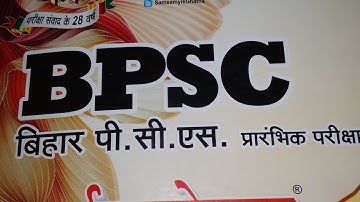 परीक्षा संवाद के 28 वर्ष
BPSC
बिहार पी.सी.एस. प्रारंभिक परीक्षा
®